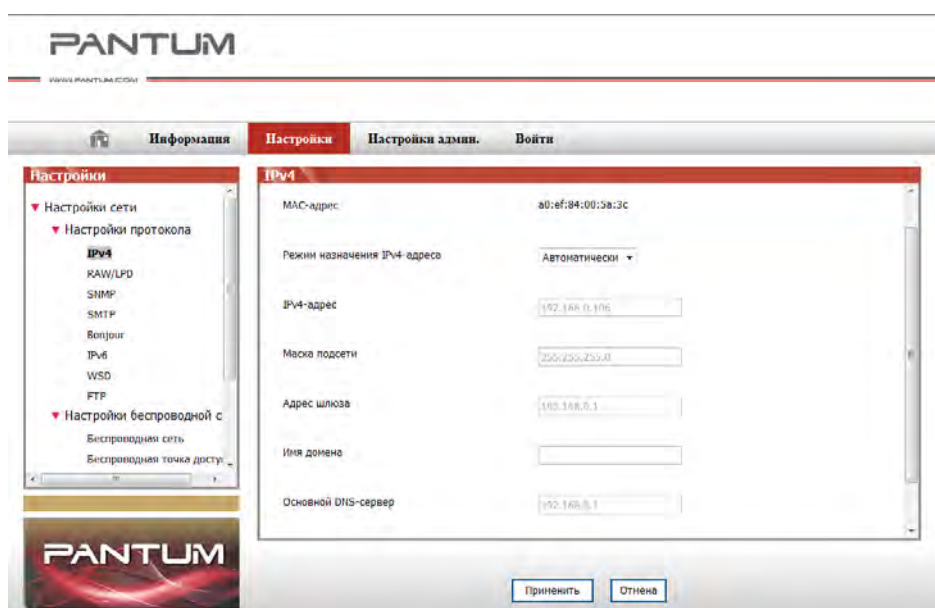 PANTUM
WWW.PANTUM.COM
Информация Настройки Настройки админ. Войти
Настройки
Настройки сети
Настройки протокола
IPv4
RAW/LPD
SNMP
SMTP
Bonjour
IPv6
WSD
FTP
Настройки беспроводной с
Беспроводная сеть
Беспроводная точка досту
PANTUM
IPv4
MAC-адрес a0:ef:84:00:5a:3c
Режим назначения IPv4-адреса Автоматически
IPv4-адрес 192.168.0.106
Маска подсети 255.255.255.0
Адрес шлюза 192.168.0.1
Имя домена
Основной DNS-сервер 192.168.0.1
Применить Отмена